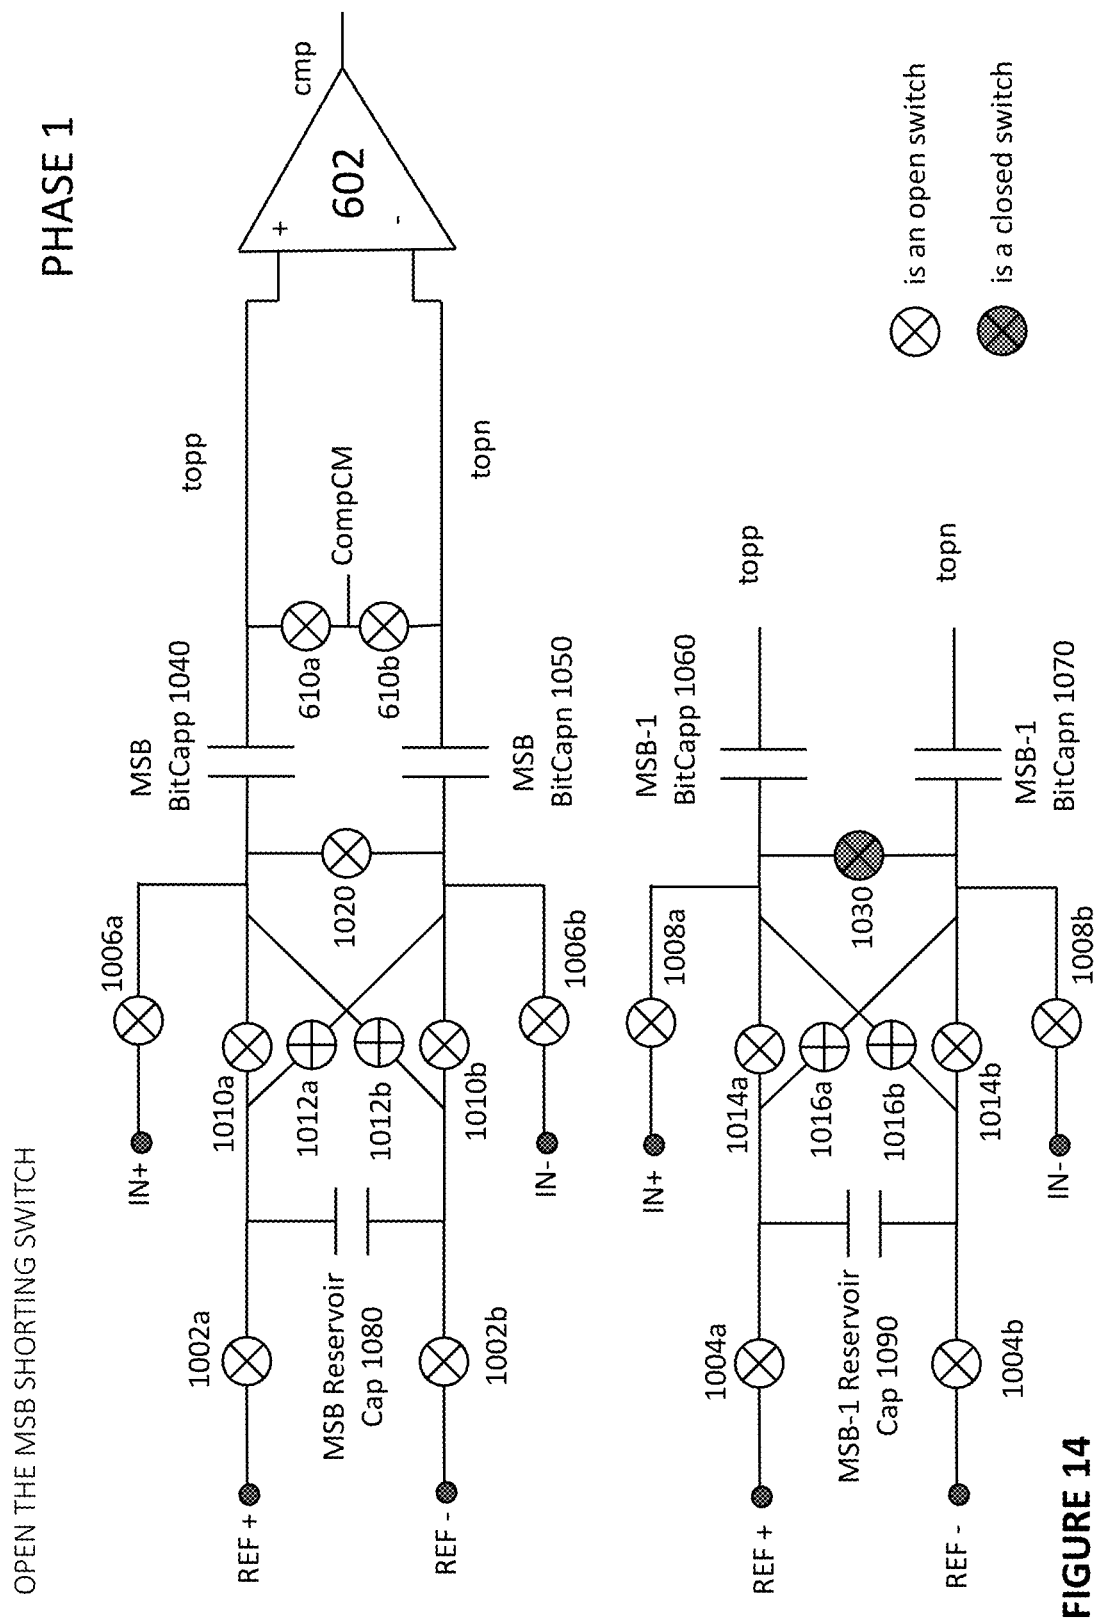 OPEN THE MSB SHORTING SWITCH
PHASE 1
REF +
1002a
MSB Reservoir
Cap 1080
REF -
1002b
IN+
1006a
1010a
1012a
1012b
1010b
IN-
1006b
1020
MSB
BitCapp 1040
MSB
BitCapn 1050
610a
610b
CompCM
topp
topn
+
-
602
cmp
REF +
1004a
MSB-1 Reservoir
Cap 1090
REF -
1004b
IN+
1008a
1014a
1016a
1016b
1014b
IN-
1008b
1030
MSB-1
BitCapp 1060
MSB-1
BitCapn 1070
topp
topn
is an open switch
is a closed switch
FIGURE 14